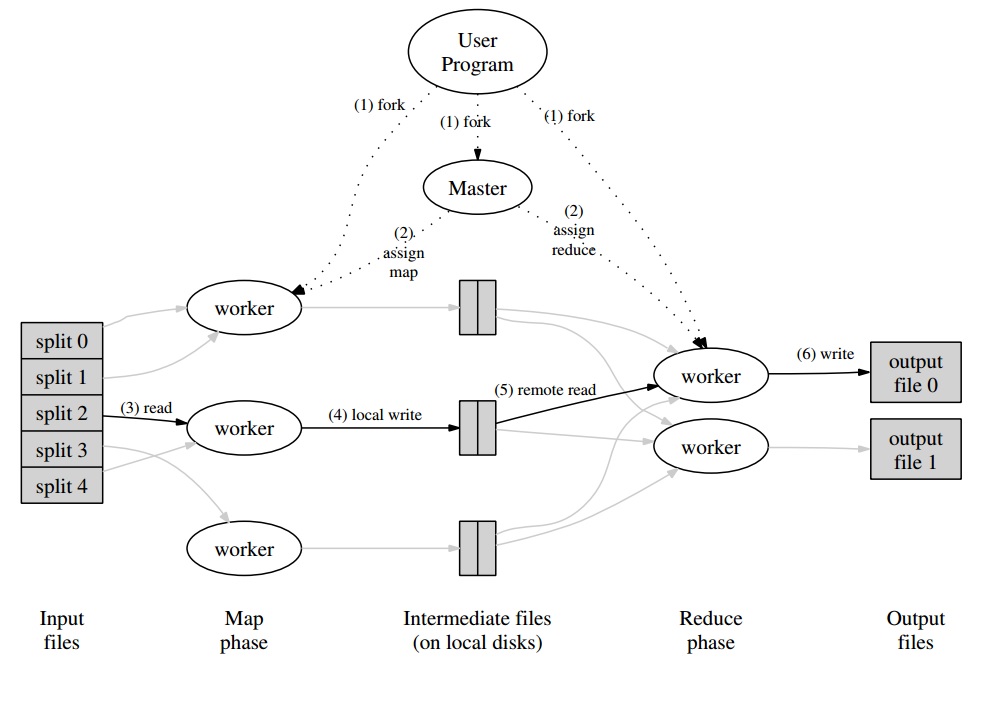 User
Program
(1) fork
(1) fork
(1) fork
Master
(2)
assign
map
(2)
assign
reduce
worker
split 0
split 1
split 2
split 3
split 4
(3) read
worker
(4) local write
(5) remote read
worker
worker
worker
(6) write
output
file 0
output
file 1
Input
files
Map
phase
Intermediate files
(on local disks)
Reduce
phase
Output
files